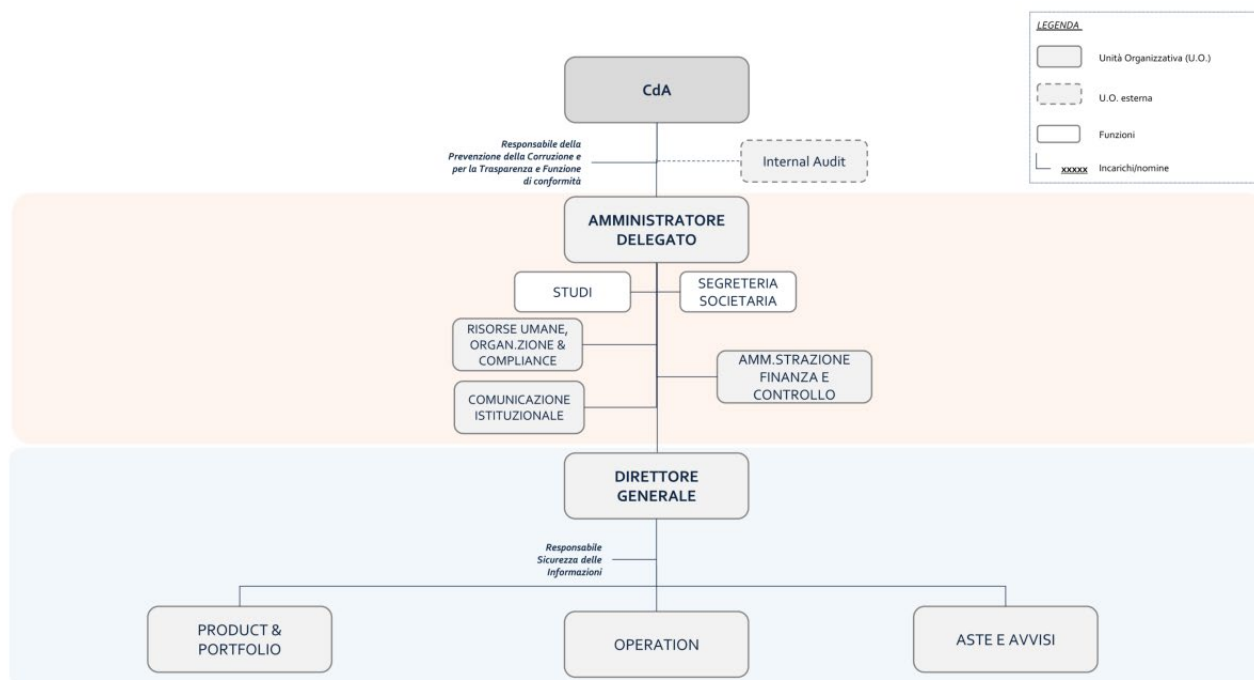 LEGENDA
Unità Organizzativa (U.O.)
U.O. esterna
Funzioni
xxxxx Incarichi/nomine
CdA
Responsabile della
Prevenzione della Corruzione e
per la Trasparenza e Funzione
di conformità
Internal Audit
AMMINISTRATORE
DELEGATO
STUDI
SEGRETERIA
SOCIETARIA
RISORSE UMANE,
ORGAN.ZIONE &
COMPLIANCE
AMM.STRAZIONE
FINANZA E
CONTROLLO
COMUNICAZIONE
ISTITUZIONALE
DIRETTORE
GENERALE
Responsabile
Sicurezza delle
Informazioni
PRODUCT &
PORTFOLIO
OPERATION
ASTE E AVVISI